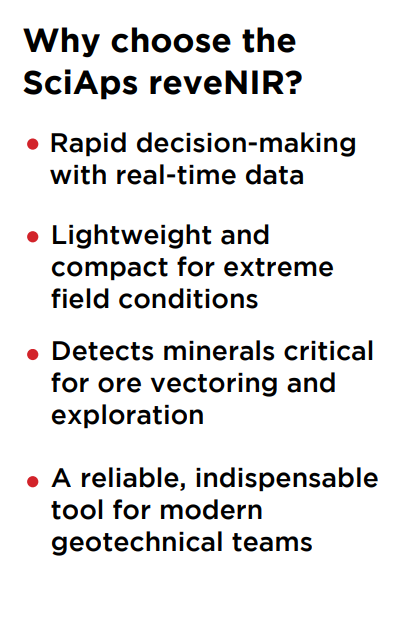 Why choose the
SciAps reveNIR?
• Rapid decision-making
with real-time data
• Lightweight and
compact for extreme
field conditions
• Detects minerals critical
for ore vectoring and
exploration
• A reliable, indispensable
tool for modern
geotechnical teams